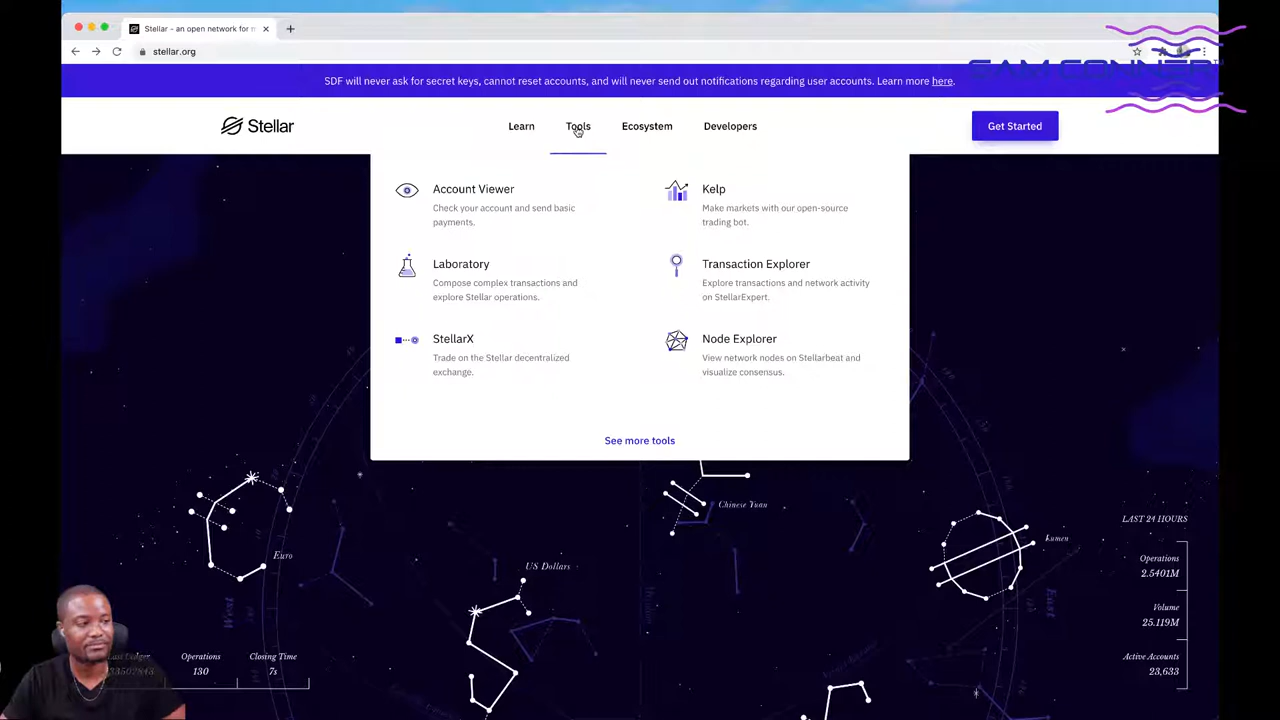 Stellar - an open network for m
stellar.org
SDF will never ask for secret keys, cannot reset accounts, and will never send out notifications regarding user accounts. Learn more here.
SAM CONNER
Stellar
Learn
Tools
Ecosystem
Developers
Get Started
Account Viewer
Check your account and send basic
payments.
Kelp
Make markets with our open-source
trading bot.
Laboratory
Compose complex transactions and
explore Stellar operations.
Transaction Explorer
Explore transactions and network activity
on StellarExpert.
StellarX
Trade on the Stellar decentralized
exchange.
Node Explorer
View network nodes on Stellarbeat and
visualize consensus.
See more tools
Chinese Yuan
Euro
US Dollars
Lumen
LAST 24 HOURS
Operations
2.5401M
Volume
25.119M
Active Accounts
23,633
Last Ledger
Operations
130
Closing Time
7s
East